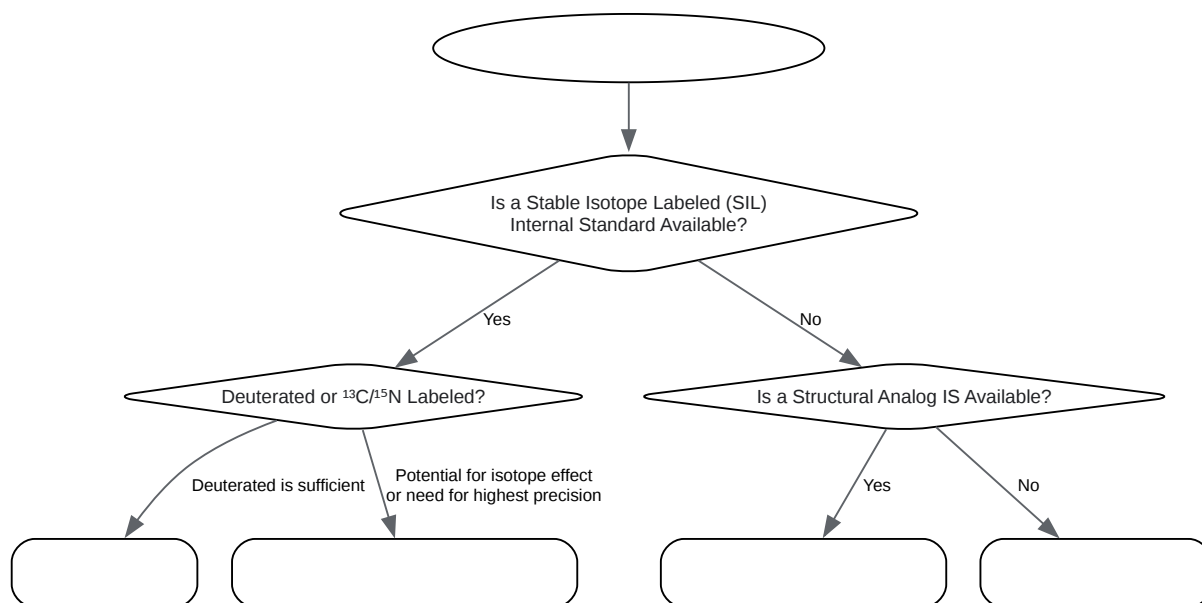 Is a Stable Isotope Labeled (SIL)
Internal Standard Available?
Yes
No
Deuterated or ¹³C/¹⁵N Labeled?
Is a Structural Analog IS Available?
Deuterated is sufficient
Potential for isotope effect
or need for highest precision
Yes
No